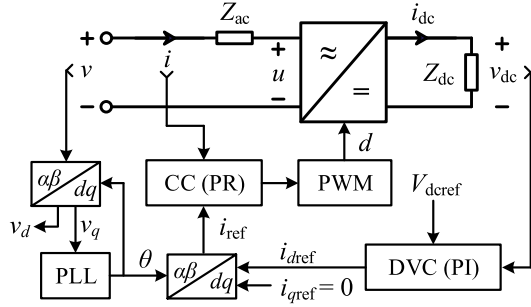 Z_ac
i_dc
+
v
i
+
u
−
≈
=
Z_dc
+
v_dc
−
−
d
αβ
dq
CC (PR)
PWM
V_dcref
v_d
v_q
i_ref
PLL
θ
αβ
dq
i_dref
i_qref = 0
DVC (PI)